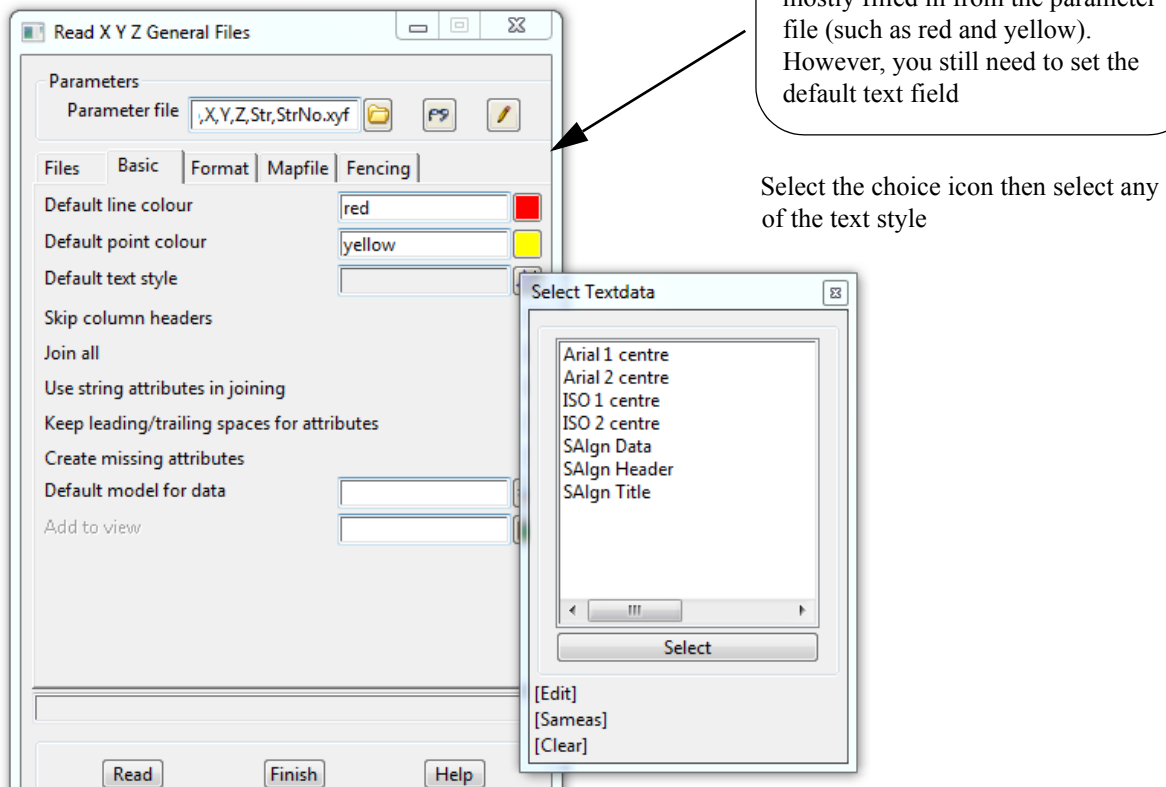 mostly filled in from the parameter
file (such as red and yellow).
However, you still need to set the
default text field
Select the choice icon then select any
of the text style
Read X Y Z General Files
Parameters
Parameter file ,X,Y,Z,Str,StrNo.xyf
Files Basic Format Mapfile Fencing
Default line colour red
Default point colour yellow
Default text style
Skip column headers
Join all
Use string attributes in joining
Keep leading/trailing spaces for attributes
Create missing attributes
Default model for data
Add to view
Read Finish Help
Select Textdata
Arial 1 centre
Arial 2 centre
ISO 1 centre
ISO 2 centre
SAlgn Data
SAlgn Header
SAlgn Title
Select
[Edit]
[Sameas]
[Clear]